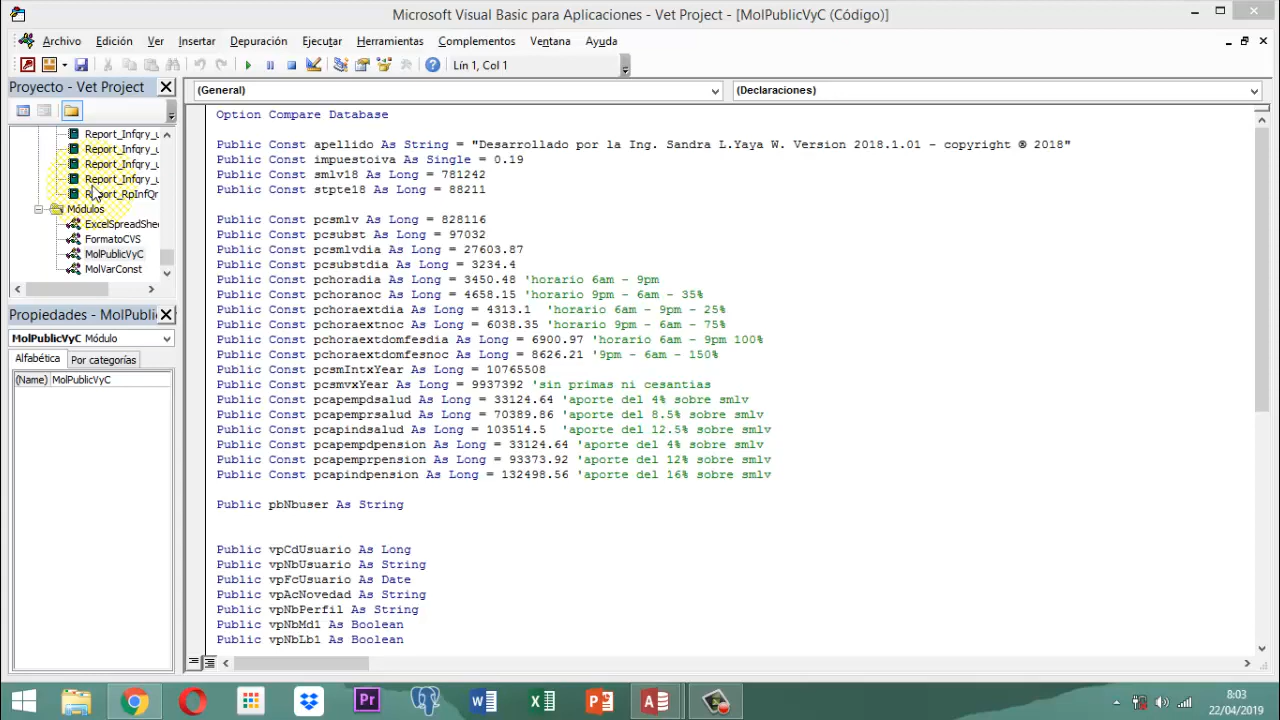 Microsoft Visual Basic para Aplicaciones - Vet Project - [MolPublicVyC (Código)]
Archivo Edición Ver Insertar Depuración Ejecutar Herramientas Complementos Ventana Ayuda
Lín 1, Col 1
Proyecto - Vet Project
(General)
(Declaraciones)
Report_Infqry_u
Report_Infqry_u
Report_Infqry_u
Report_Infqry_u
Report_RpInfQr
Módulos
ExcelSpreadShee
FormatoCVS
MolPublicVyC
MolVarConst
Propiedades - MolPubli
MolPublicVyC Módulo
Alfabética Por categorías
(Name) MolPublicVyC
Option Compare Database
Public Const apellido As String = "Desarrollado por la Ing. Sandra L.Yaya W. Version 2018.1.01 - copyright ® 2018"
Public Const impuestoiva As Single = 0.19
Public Const smlv18 As Long = 781242
Public Const stpte18 As Long = 88211
Public Const pcsmlv As Long = 828116
Public Const pcsubst As Long = 97032
Public Const pcsmlvdia As Long = 27603.87
Public Const pcsubstdia As Long = 3234.4
Public Const pchoradia As Long = 3450.48 'horario 6am - 9pm
Public Const pchoranoc As Long = 4658.15 'horario 9pm - 6am - 35%
Public Const pchoraextdia As Long = 4313.1 'horario 6am - 9pm - 25%
Public Const pchoraextnoc As Long = 6038.35 'horario 9pm - 6am - 75%
Public Const pchoraextdomfesdia As Long = 6900.97 'horario 6am - 9pm 100%
Public Const pchoraextdomfesnoc As Long = 8626.21 '9pm - 6am - 150%
Public Const pcsmIntxYear As Long = 10765508
Public Const pcsmvxYear As Long = 9937392 'sin primas ni cesantias
Public Const pcapempdsalud As Long = 33124.64 'aporte del 4% sobre smlv
Public Const pcapemprsalud As Long = 70389.86 'aporte del 8.5% sobre smlv
Public Const pcapindsalud As Long = 103514.5 'aporte del 12.5% sobre smlv
Public Const pcapempdpension As Long = 33124.64 'aporte del 4% sobre smlv
Public Const pcapemprpension As Long = 93373.92 'aporte del 12% sobre smlv
Public Const pcapindpension As Long = 132498.56 'aporte del 16% sobre smlv
Public pbNbuser As String
Public vpCdUsuario As Long
Public vpNbUsuario As String
Public vpFcUsuario As Date
Public vpAcNovedad As String
Public vpNbPerfil As String
Public vpNbMd1 As Boolean
Public vpNbLb1 As Boolean
8:03
22/04/2019